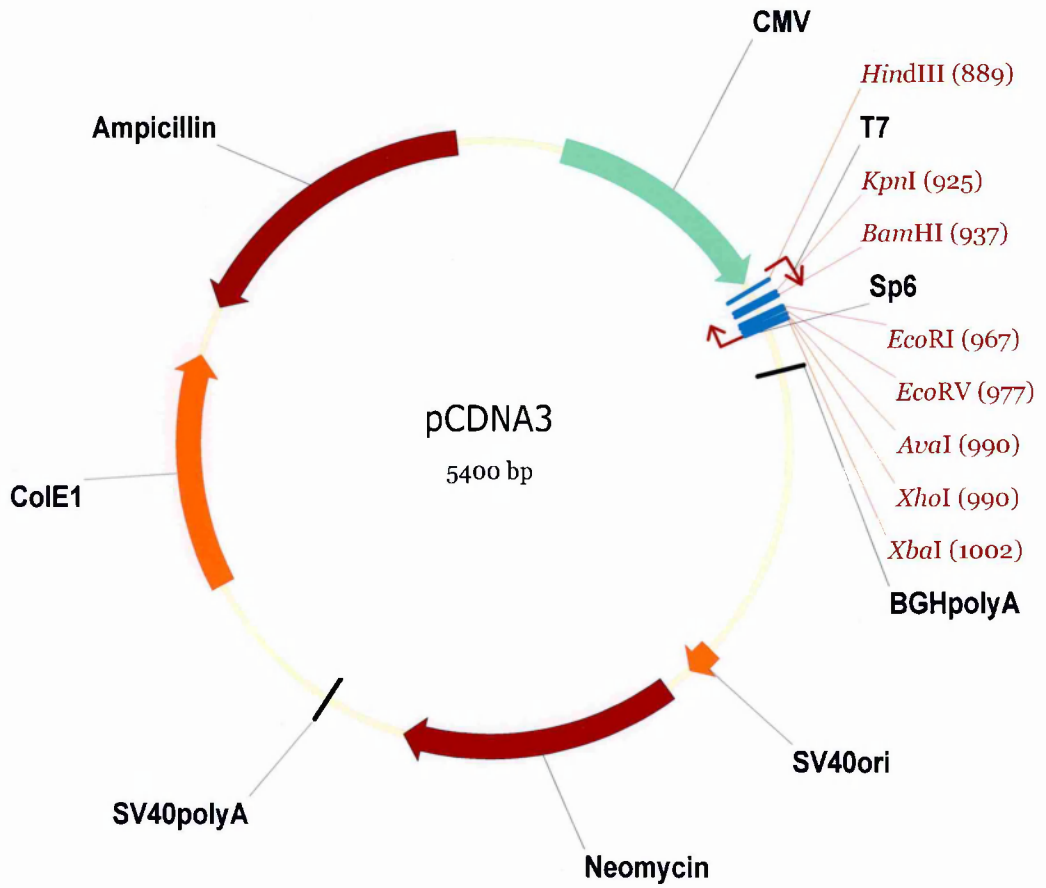 CMV
HindIII (889)
Ampicillin
T7
KpnI (925)
BamHI (937)
Sp6
EcoRI (967)
EcoRV (977)
pCDNA3
AvaI (990)
5400 bp
ColE1
XhoI (990)
XbaI (1002)
BGHpolyA
SV40ori
SV40polyA
Neomycin